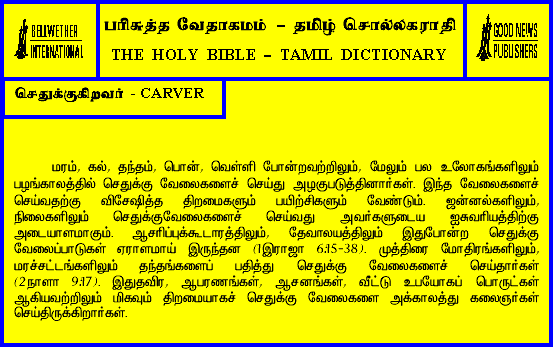 BELLWETHER
INTERNATIONAL
பரிசுத்த வேதாகமம் – தமிழ் சொல்லகராதி
THE HOLY BIBLE – TAMIL DICTIONARY
GOOD NEWS
PUBLISHERS
செதுக்குகிறவர் - CARVER
மரம், கல், தந்தம், பொன், வெள்ளி போன்றவற்றிலும், மேலும் பல உலோகங்களிலும்
பழங்காலத்தில் செதுக்கு வேலைகளைச் செய்து அழகுபடுத்தினார்கள். இந்த வேலைகளைச்
செய்வதற்கு விசேஷித்த திறமைகளும் பயிற்சிகளும் வேண்டும். ஜன்னல்களிலும்,
நிலைகளிலும் செதுக்குவேலைகளைச் செய்வது அவர்களுடைய ஐசுவரியத்திற்கு
அடையாளமாகும். ஆசரிப்புக்கூடாரத்திலும், தேவாலயத்திலும் இதுபோன்ற செதுக்கு
வேலைப்பாடுகள் ஏராளமாய் இருந்தன (1இராஜா 6:15-38). முத்திரை மோதிரங்களிலும்,
மரச்சட்டங்களிலும் தந்தங்களைப் பதித்து செதுக்கு வேலைகளைச் செய்தார்கள்
(2நாளா 9:17). இதுதவிர, ஆபரணங்கள், ஆசனங்கள், வீட்டு உபயோகப் பொருட்கள்
ஆகியவற்றிலும் மிகவும் திறமையாகச் செதுக்கு வேலைகளை அக்காலத்து கலைஞர்கள்
செய்திருக்கிறார்கள்.